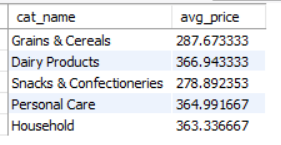 cat_name avg_price
Grains & Cereals 287.673333
Dairy Products 366.943333
Snacks & Confectioneries 278.892353
Personal Care 364.991667
Household 363.336667